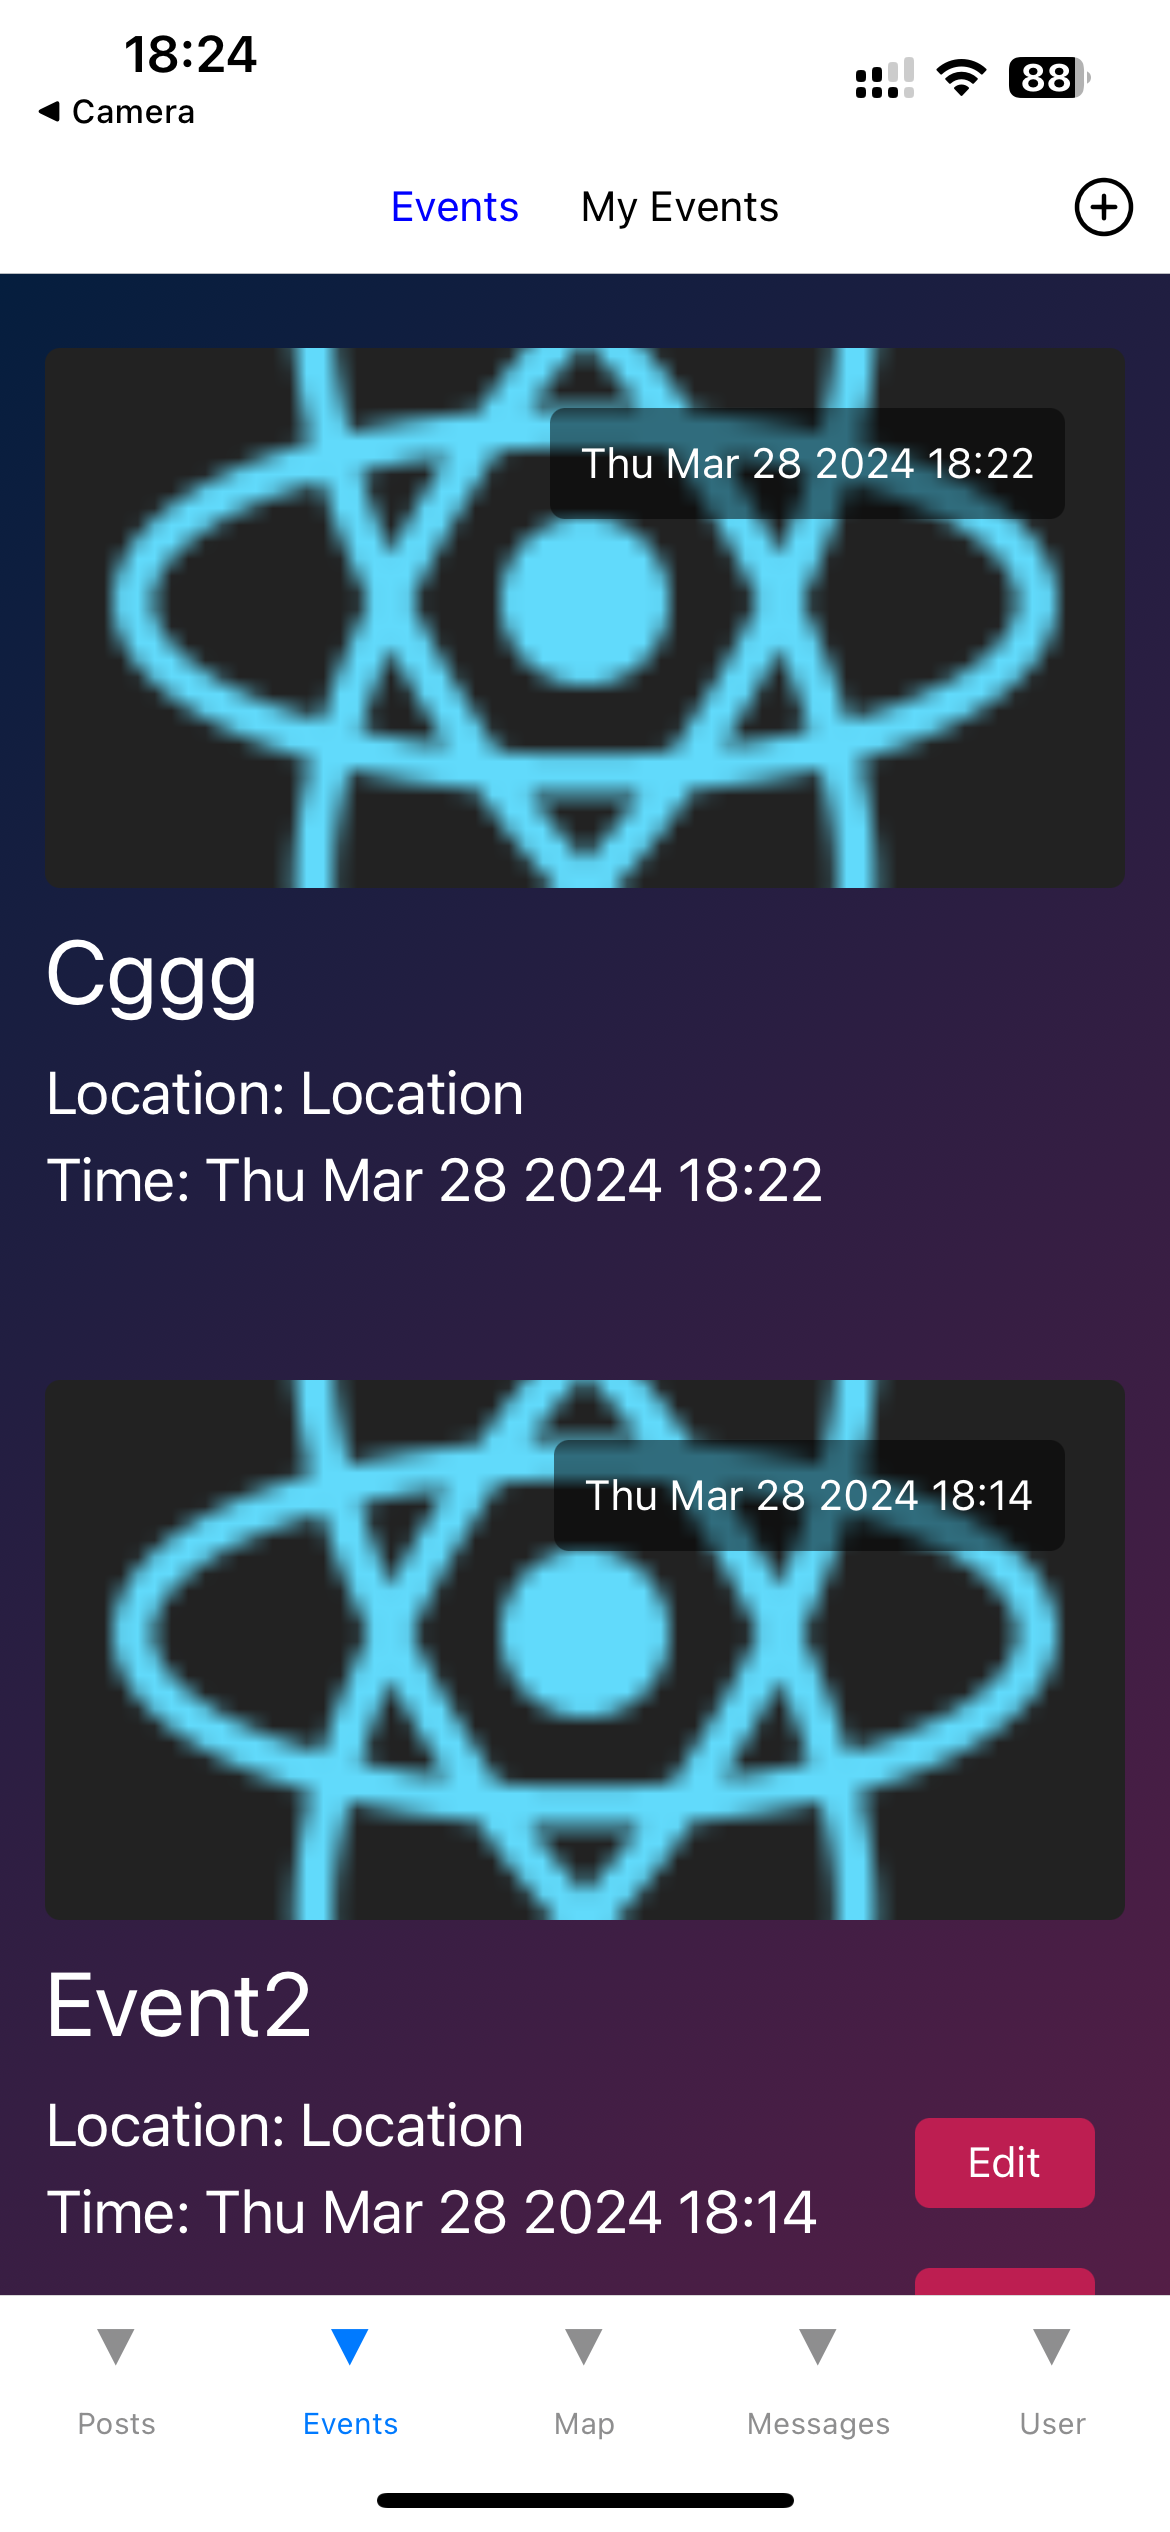 18:24
88
Camera
Events
My Events
Thu Mar 28 2024 18:22
Cggg
Location: Location
Time: Thu Mar 28 2024 18:22
Thu Mar 28 2024 18:14
Event2
Location: Location
Edit
Time: Thu Mar 28 2024 18:14
Posts
Events
Map
Messages
User